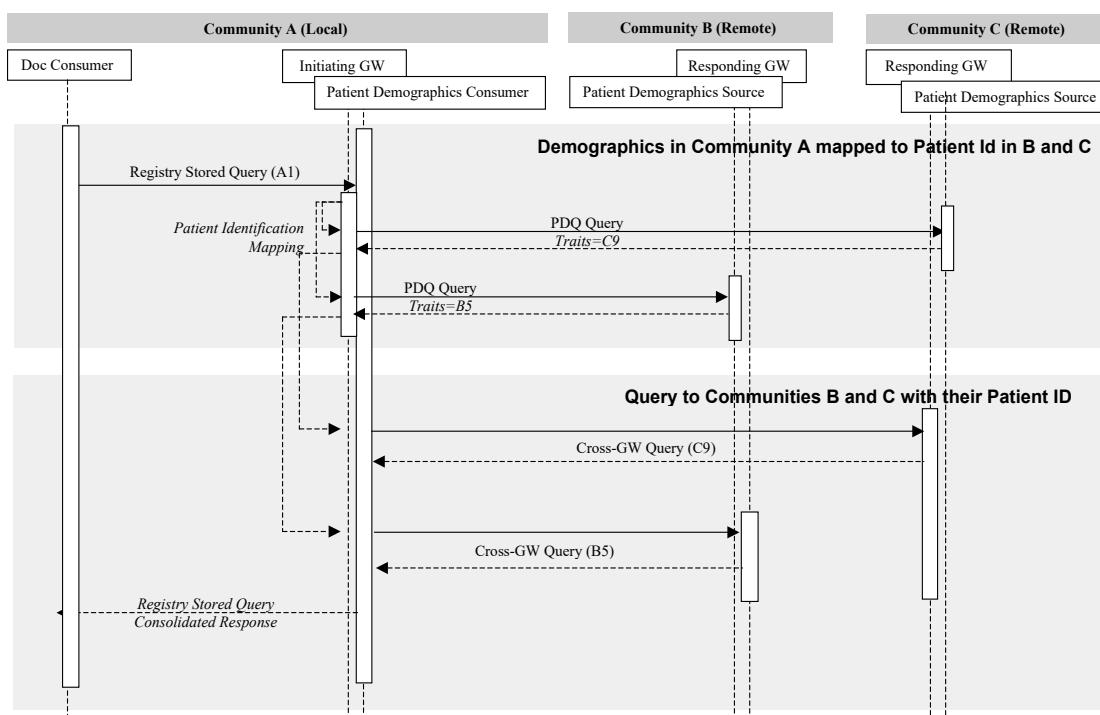 Community A (Local)
Community B (Remote)
Community C (Remote)
Doc Consumer
Initiating GW
Responding GW
Responding GW
Patient Demographics Consumer
Patient Demographics Source
Patient Demographics Source
Demographics in Community A mapped to Patient Id in B and C
Registry Stored Query (A1)
Patient Identification
Mapping
PDQ Query
Traits=C9
PDQ Query
Traits=B5
Query to Communities B and C with their Patient ID
Cross-GW Query (C9)
Cross-GW Query (B5)
Registry Stored Query
Consolidated Response